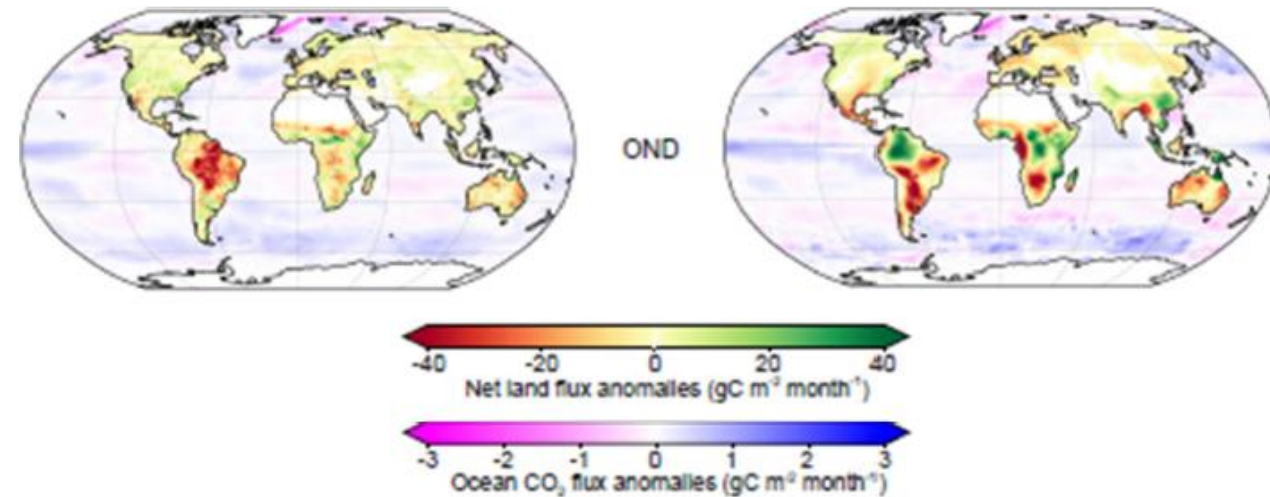 OND
-40 -20 0 20 40
Net land flux anomalies (gC m⁻² month⁻¹)
-3 -2 -1 0 1 2 3
Ocean CO₂ flux anomalies (gC m⁻² month⁻¹)